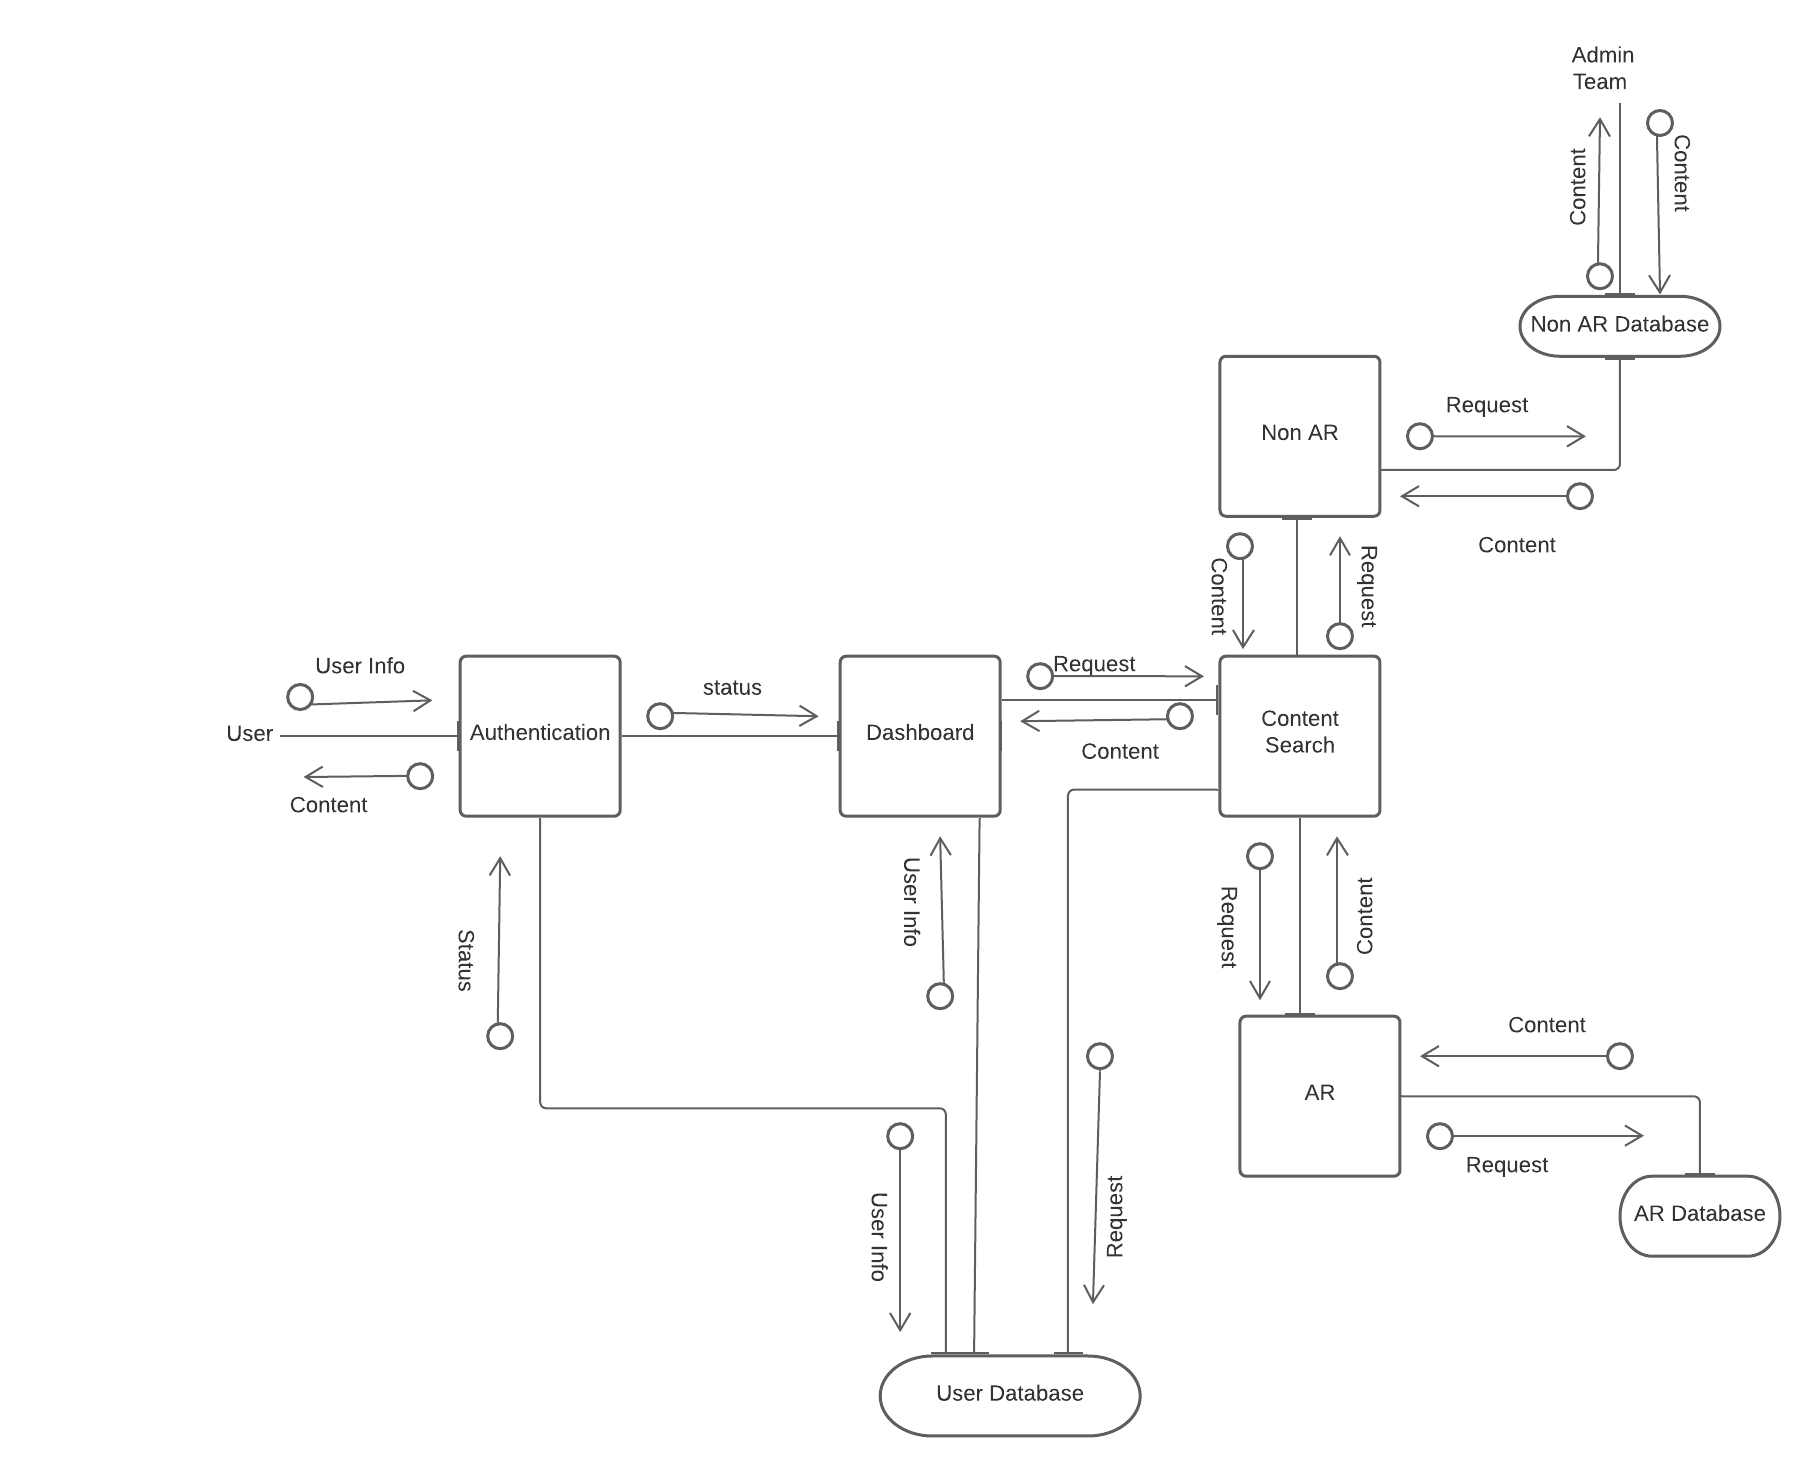 Admin
Team
Content
Content
Non AR Database
Request
Non AR
Content
Content
Request
User Info
status
Request
User
Authentication
Dashboard
Content
Search
Content
Content
User Info
Status
Request
Content
Content
AR
Request
User Info
Request
AR Database
User Database